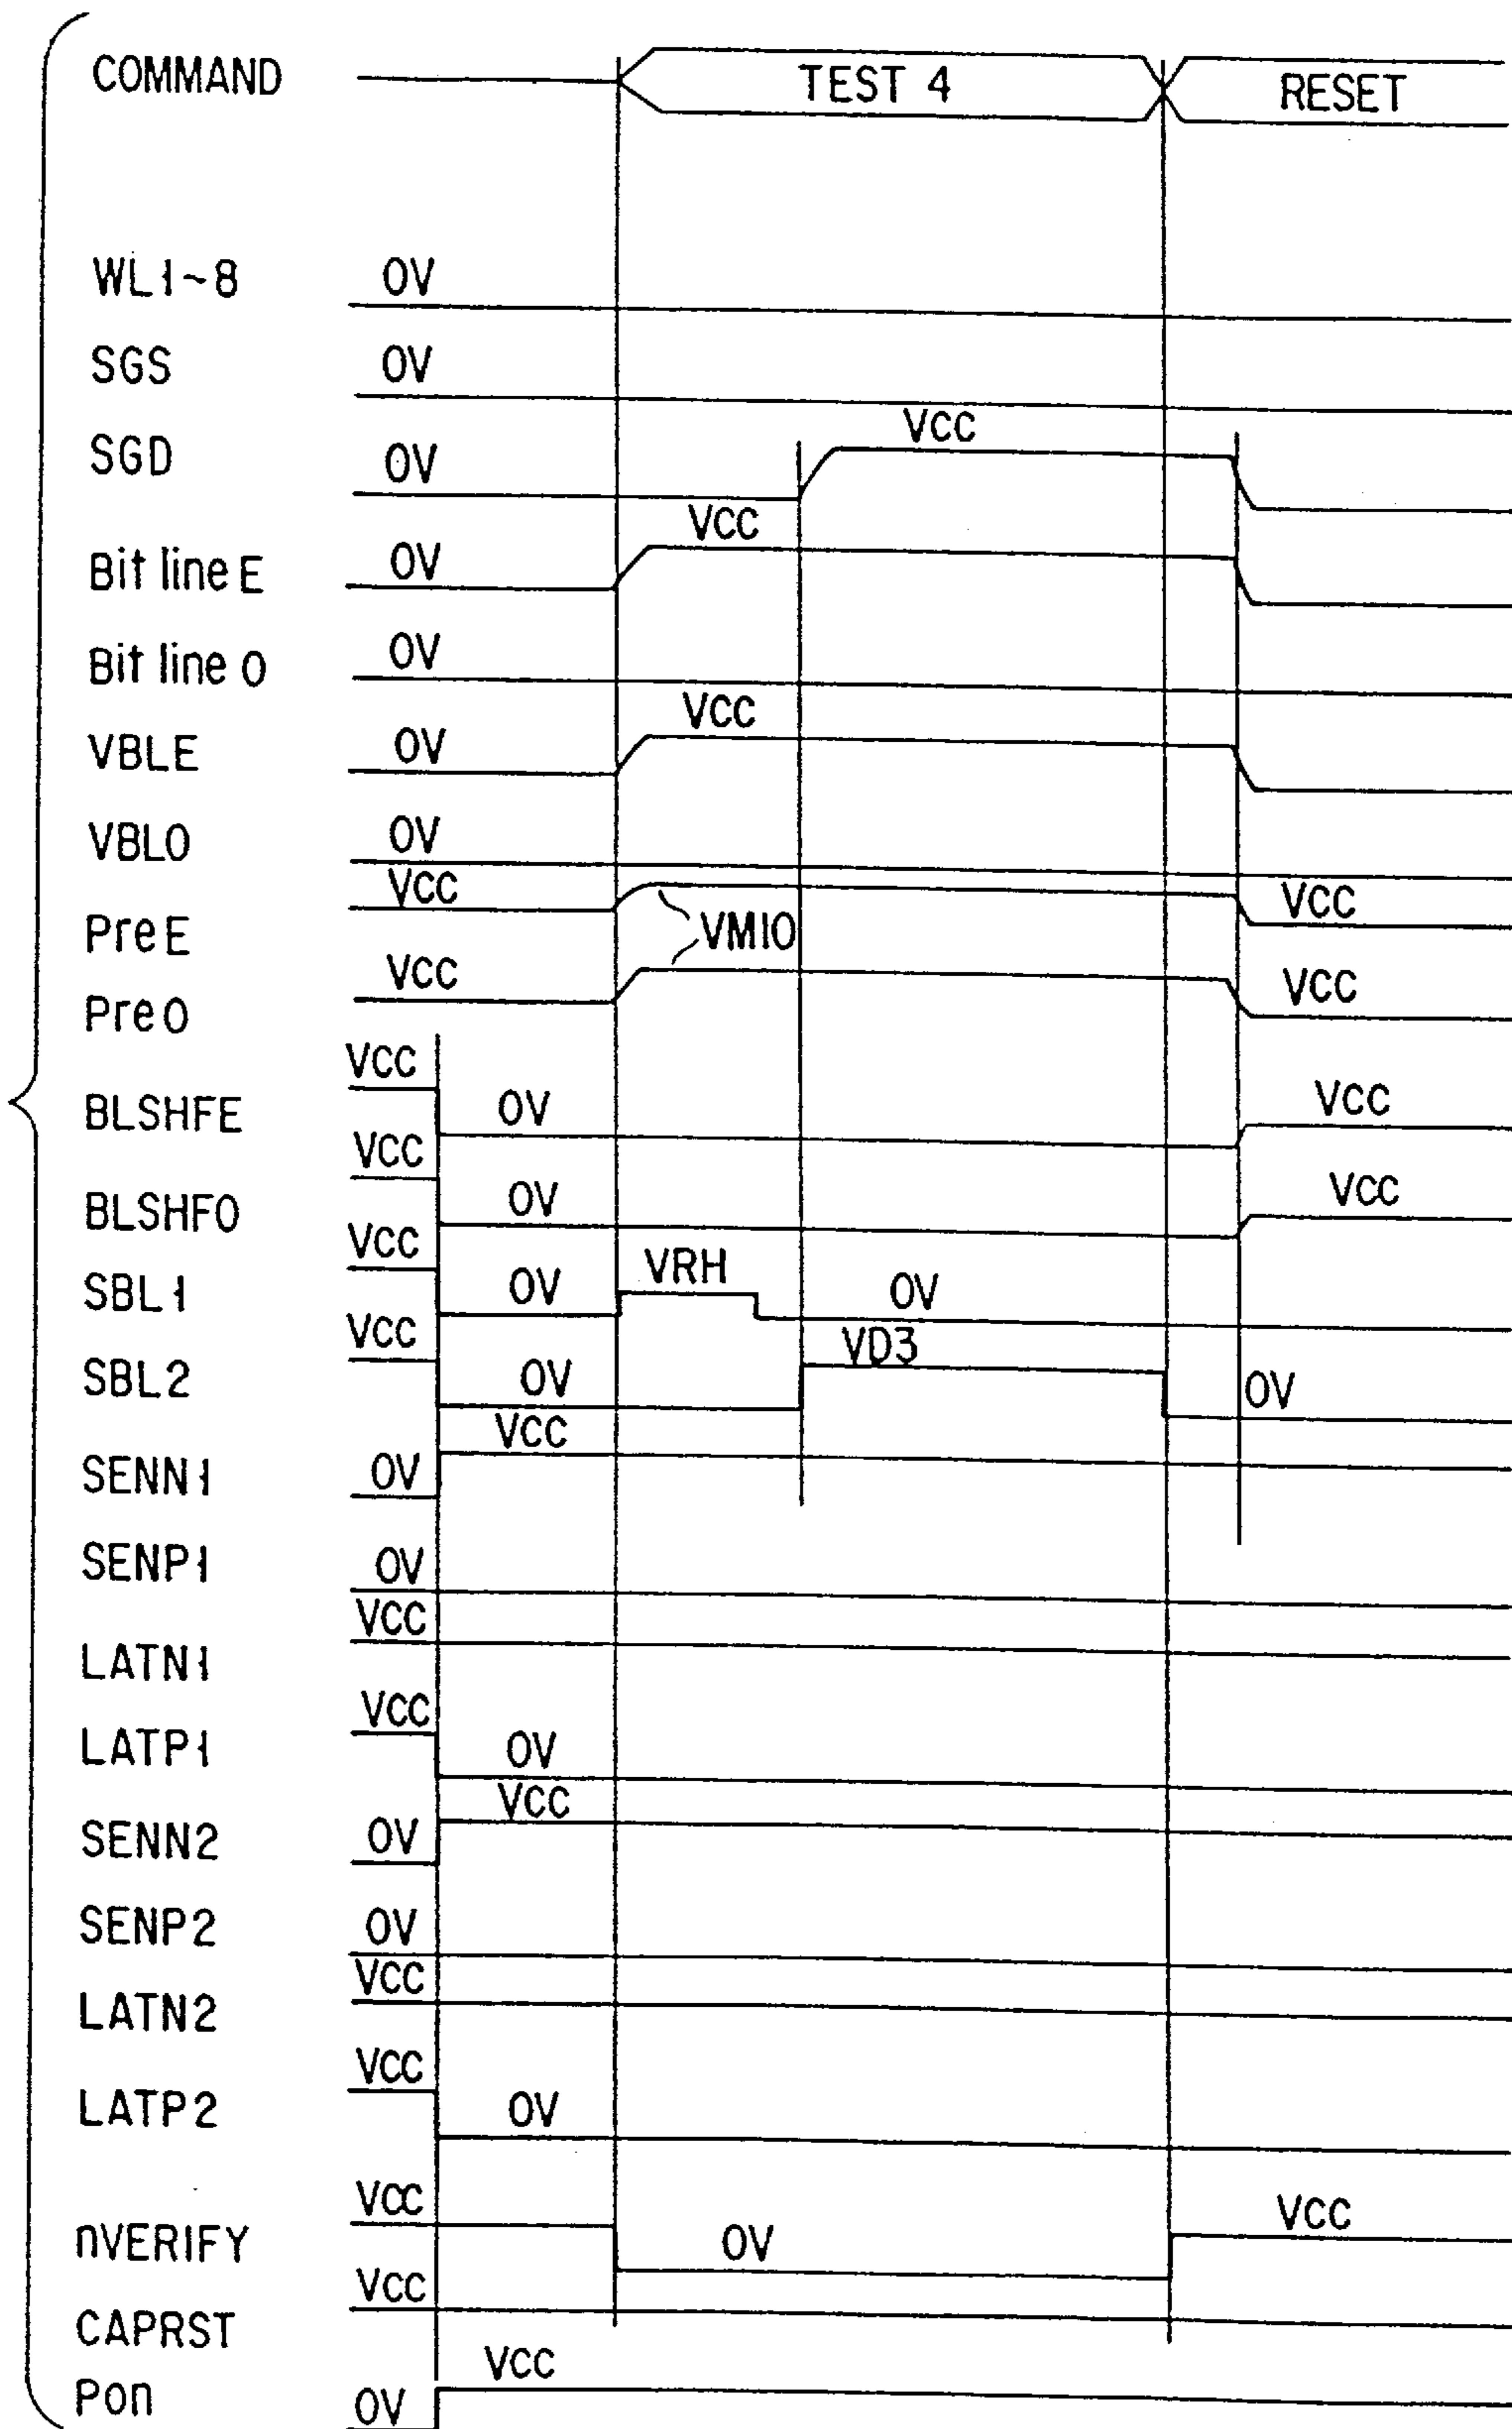 COMMAND TEST 4 RESET
WL1~8 0V
SGS 0V
SGD 0V VCC
Bit line E 0V VCC
Bit line O 0V
VBLE 0V VCC
VBLO 0V
PreE VCC VM10 VCC
PreO VCC VCC
BLSHFE VCC 0V VCC
BLSHFO VCC 0V VCC
SBL1 VCC 0V VRH 0V
SBL2 VCC 0V VD3 0V
SENN1 0V VCC
SENP1 0V
LATN1 VCC
LATP1 VCC 0V
SENN2 0V VCC
SENP2 0V
LATN2 VCC
LATP2 VCC 0V
nVERIFY VCC 0V VCC
CAPRST VCC
Pon 0V VCC